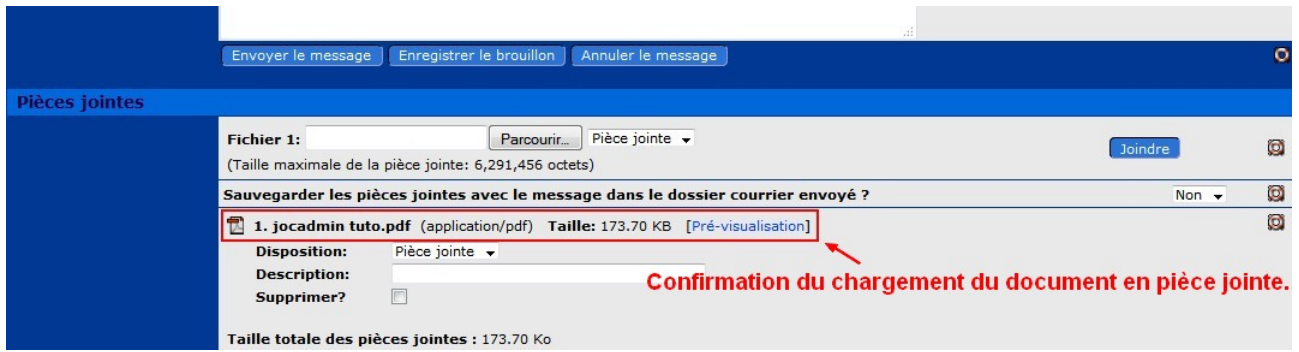 Envoyer le message Enregistrer le brouillon Annuler le message
Pièces jointes
Fichier 1: Parcourir... Pièce jointe
(Taille maximale de la pièce jointe: 6,291,456 octets)
Joindre
Sauvegarder les pièces jointes avec le message dans le dossier courrier envoyé ? Non
1. jocadmin tuto.pdf (application/pdf) Taille: 173.70 KB [Pré-visualisation]
Disposition: Pièce jointe
Description:
Confirmation du chargement du document en pièce jointe.
Supprimer?
Taille totale des pièces jointes : 173.70 Ko